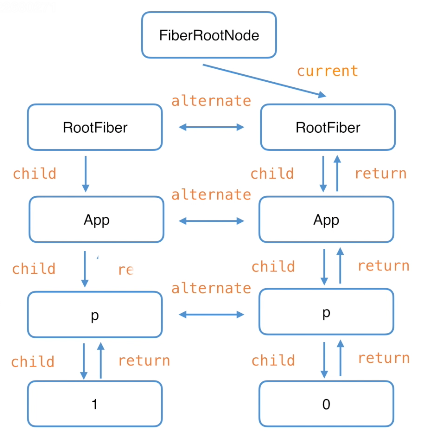 FiberRootNode
current
alternate
RootFiber
RootFiber
child
child
return
alternate
App
App
child
child
return
alternate
p
p
child
return
child
return
1
0